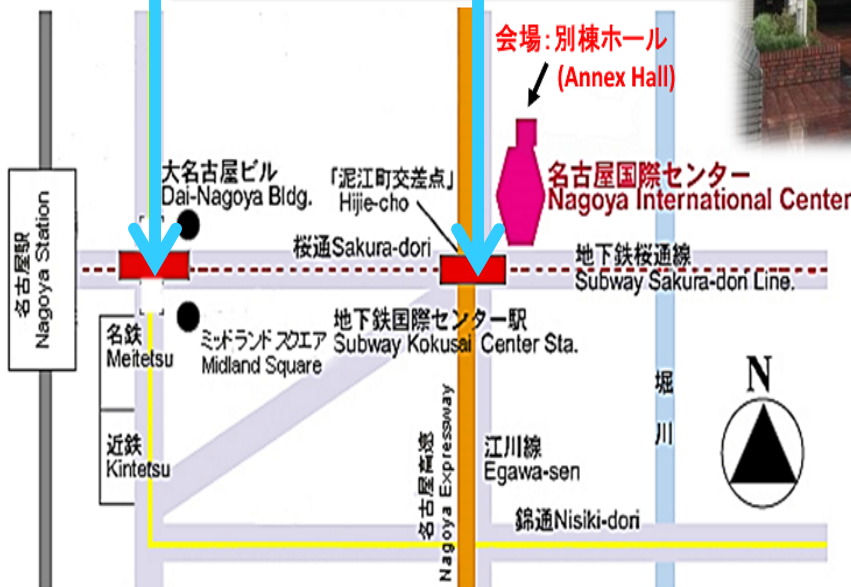 会場：別棟ホール
(Annex Hall)
大名古屋ビル
Dai-Nagoya Bldg.
「泥江町交差点」
Hijie-cho
名古屋国際センター
Nagoya International Center
名古屋駅
Nagoya Station
桜通Sakura-dori
地下鉄桜通線
Subway Sakura-dori Line.
名鉄
Meitetsu
ミッドランドスクエア
Midland Square
地下鉄国際センター駅
Subway Kokusai Center Sta.
堀川
N
近鉄
Kintetsu
名古屋高速
Nagoya Expressway
江川線
Egawa-sen
錦通Nisiki-dori